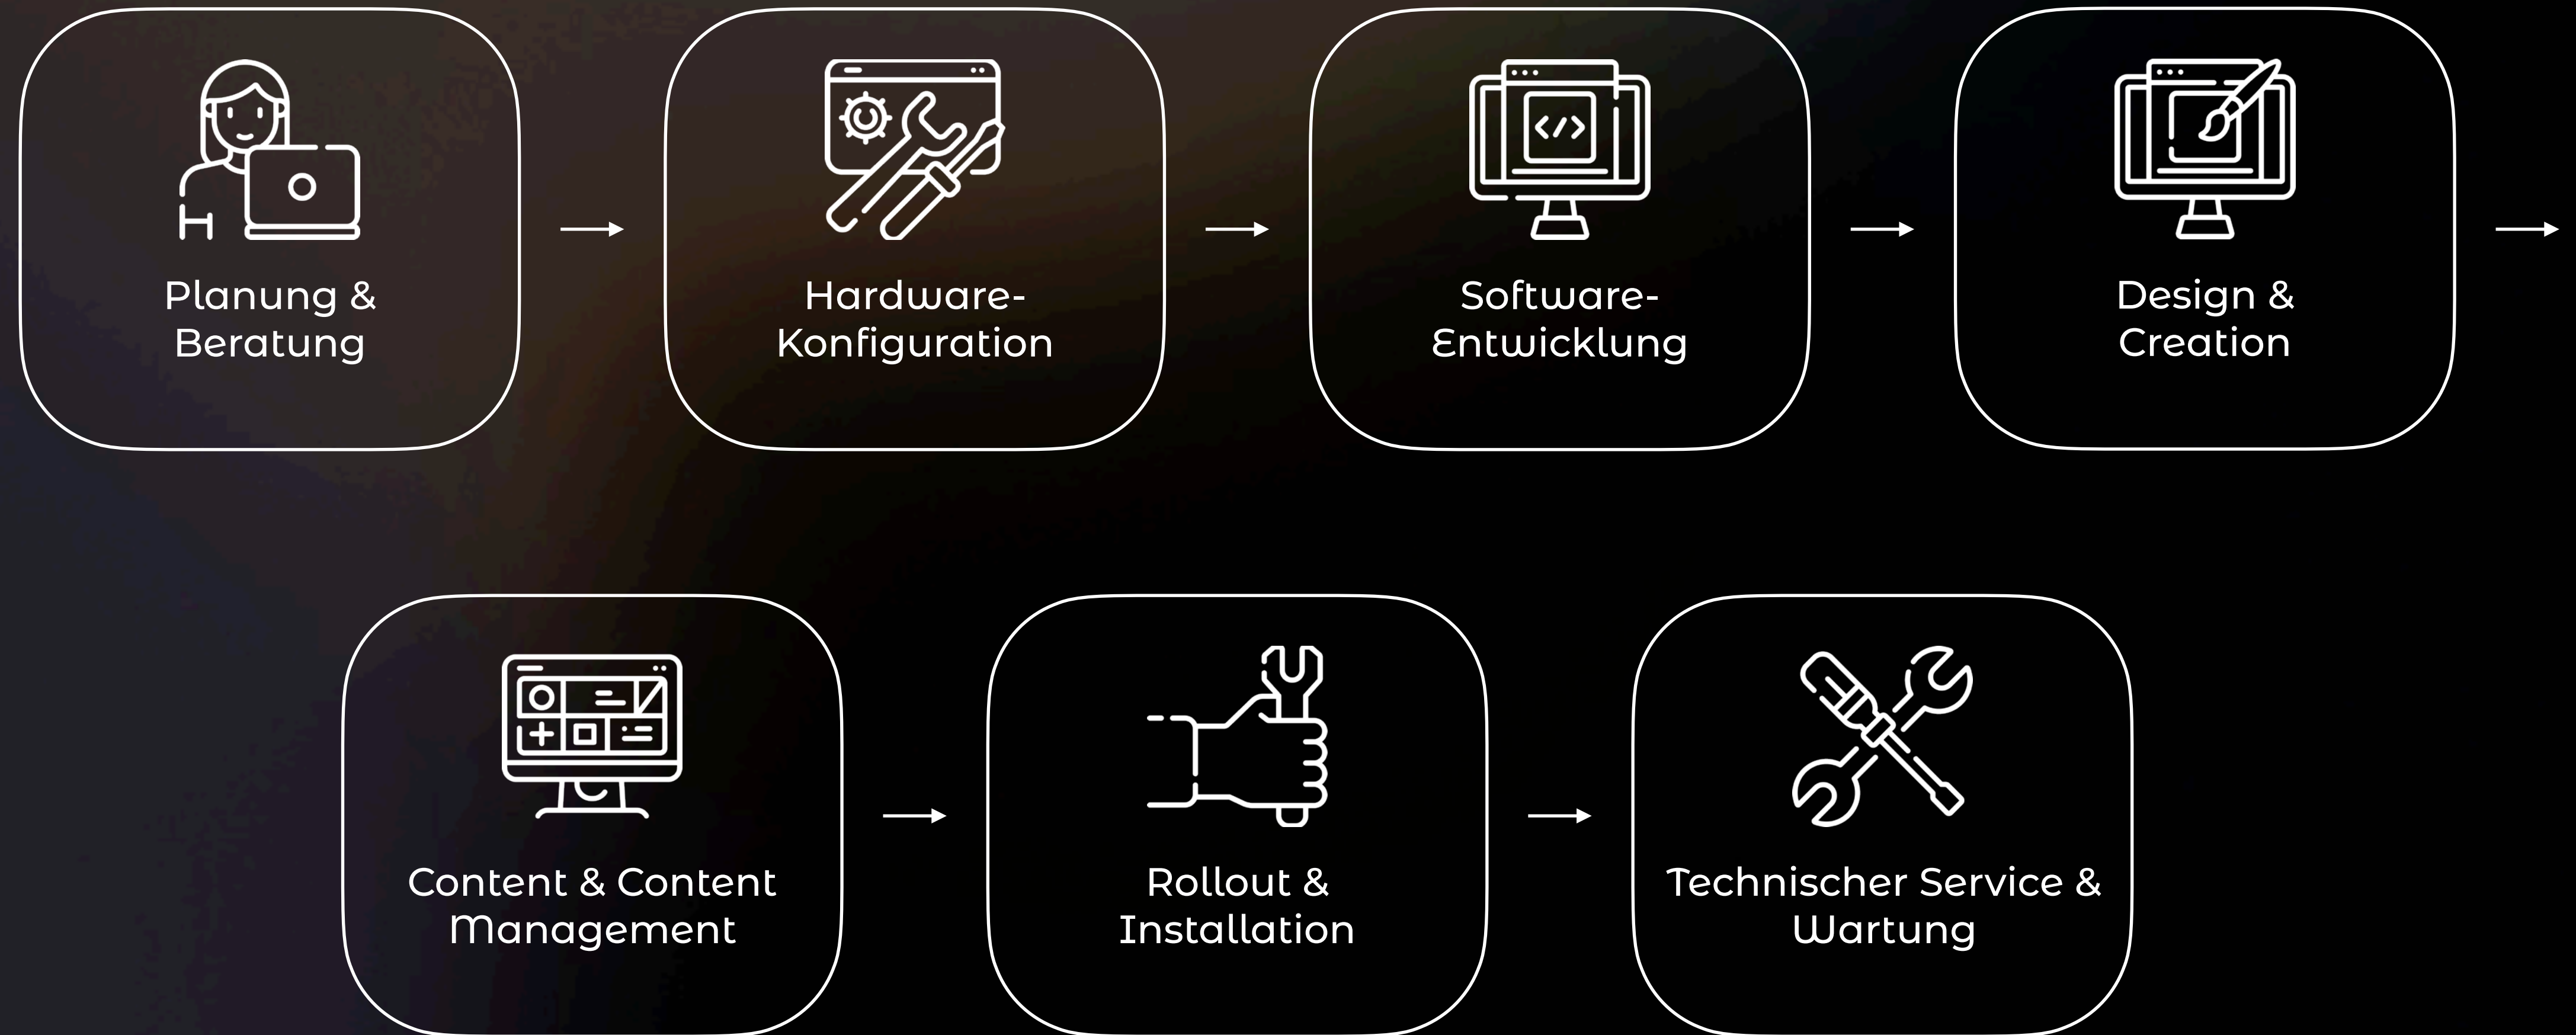 Planung &
Beratung
Hardware-
Konfiguration
Software-
Entwicklung
Design &
Creation
Content & Content
Management
Rollout &
Installation
Technischer Service &
Wartung